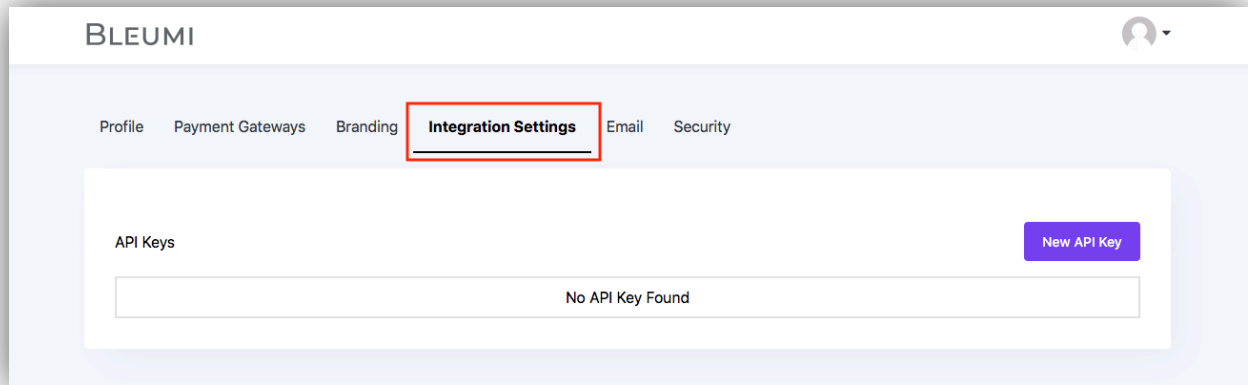 BLEUMI
Profile Payment Gateways Branding Integration Settings Email Security
API Keys New API Key
No API Key Found